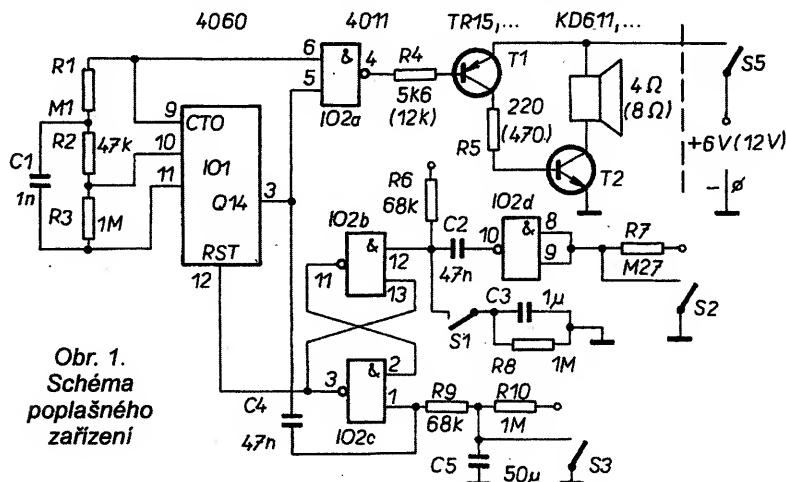 4060
4011
TR15,...
KD611,...
R1
M1
R2
47k
C1
1n
R3
1M
9
10
11
CTO
IO1
Q14
3
RST
12
6
5
&
4
IO2a
R4
5K6
(12k)
T1
220
(470)
R5
T2
4Ω
(8Ω)
S5
+6V(12V)
- ø
R6
68k
IO2b
&
11
12
13
C2
47n
10
IO2d
&
8
9
R7
M27
S2
S1
C3
1µ
R8
1M
3
&
2
1
IO2c
C4
47n
R9
68k
R10
1M
C5
50µ
S3
Obr. 1.
Schéma
poplašného
zařízení